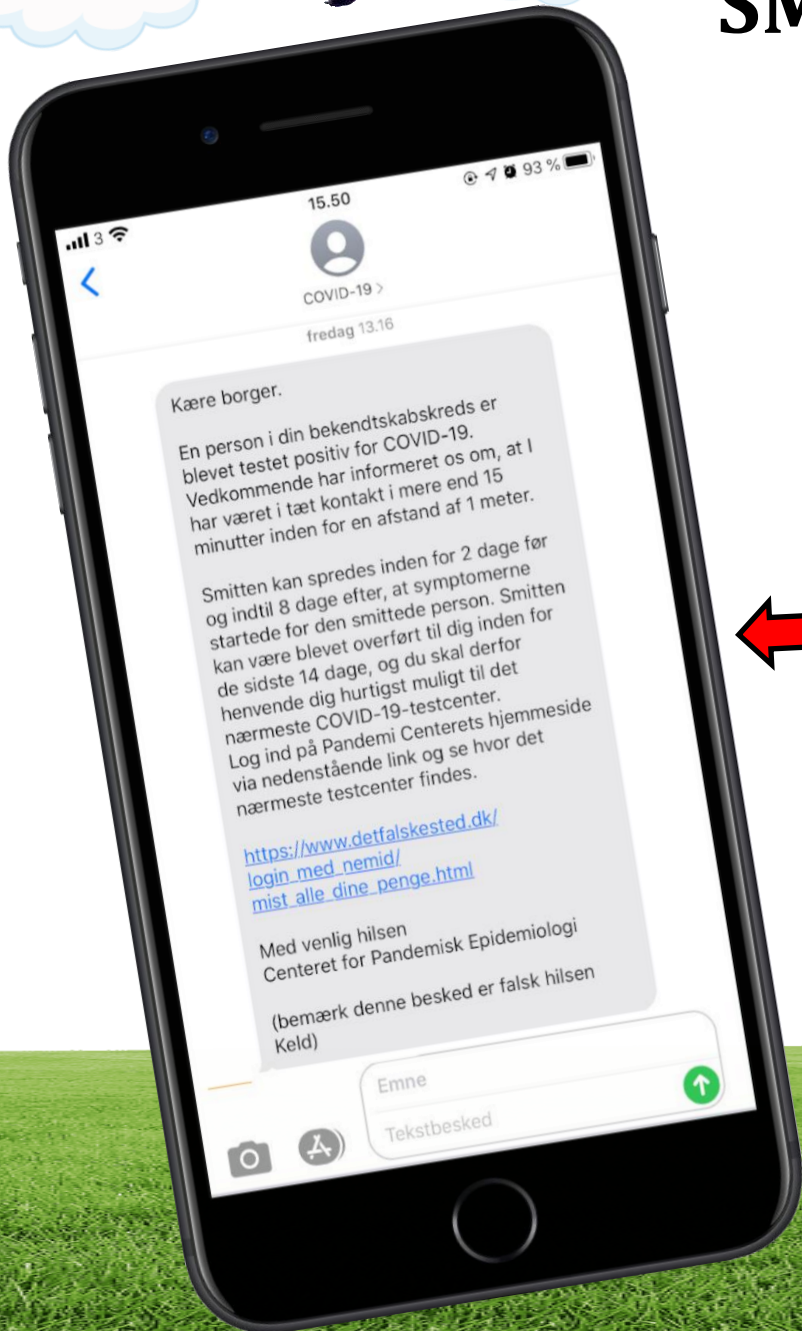 SM
15.50
3
93 %
COVID-19 >
fredag 13.16
Kære borger.
En person i din bekendtskabskreds er
blevet testet positiv for COVID-19.
Vedkommende har informeret os om, at I
har været i tæt kontakt i mere end 15
minutter inden for en afstand af 1 meter.
Smitten kan spredes inden for 2 dage før
og indtil 8 dage efter, at symptomerne
startede for den smittede person. Smitten
kan være blevet overført til dig inden for
de sidste 14 dage, og du skal derfor
henvende dig hurtigst muligt til det
nærmeste COVID-19-testcenter.
Log ind på Pandemi Centerets hjemmeside
via nedenstående link og se hvor det
nærmeste testcenter findes.
https://www.detfalskested.dk/
login_med_nemid/
mist_alle_dine_penge.html
Med venlig hilsen
Centeret for Pandemisk Epidemiologi
(bemærk denne besked er falsk hilsen
Keld)
Emne
Tekstbesked